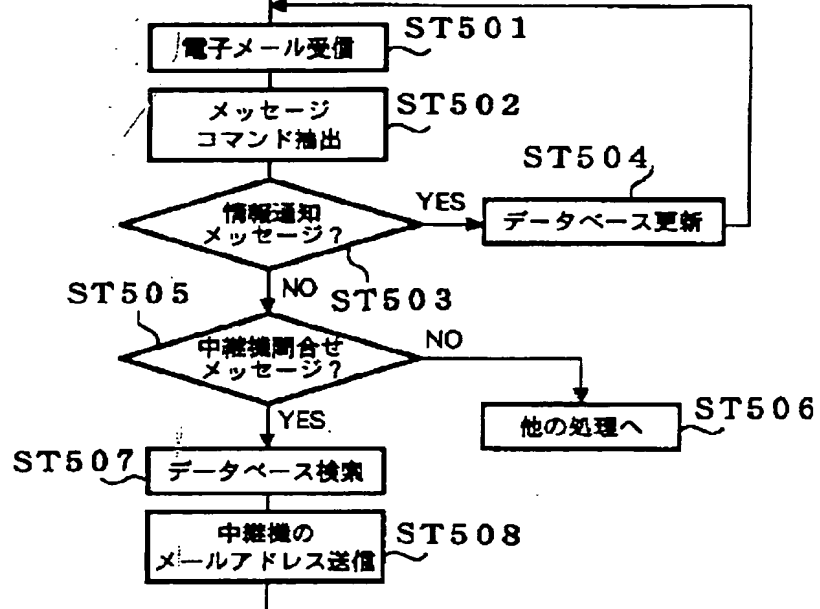 ST501
電子メール受信
ST502
メッセージ
コマンド抽出
ST504
情報通知
メッセージ?
YES
データベース更新
NO
ST503
ST505
中継機問合せ
メッセージ?
NO
YES
他の処理へ
ST506
ST507
データベース検索
中継機の
メールアドレス送信
ST508